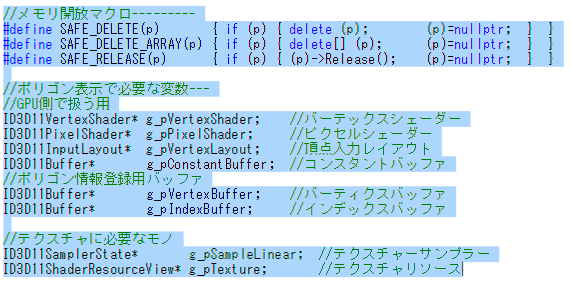 //メモリ開放マクロ---------
#define SAFE_DELETE(p) { if (p) { delete (p); (p)=nullptr; } }
#define SAFE_DELETE_ARRAY(p) { if (p) { delete[] (p); (p)=nullptr; } }
#define SAFE_RELEASE(p) { if (p) { (p)->Release(); (p)=nullptr; } }
//ポリゴン表示で必要な変数---
//GPU側で扱う用
ID3D11VertexShader* g_pVertexShader; //バーテックスシェーダー
ID3D11PixelShader* g_pPixelShader; //ピクセルシェーダー
ID3D11InputLayout* g_pVertexLayout; //頂点入力レイアウト
ID3D11Buffer* g_pConstantBuffer; //コンスタントバッファ
//ポリゴン情報登録用バッファ
ID3D11Buffer* g_pVertexBuffer; //バーティクスバッファ
ID3D11Buffer* g_pIndexBuffer; //インデックスバッファ
//テクスチャに必要なモノ
ID3D11SamplerState* g_pSampleLinear; //テクスチャーサンプラー
ID3D11ShaderResourceView* g_pTexture; //テクスチャリソース